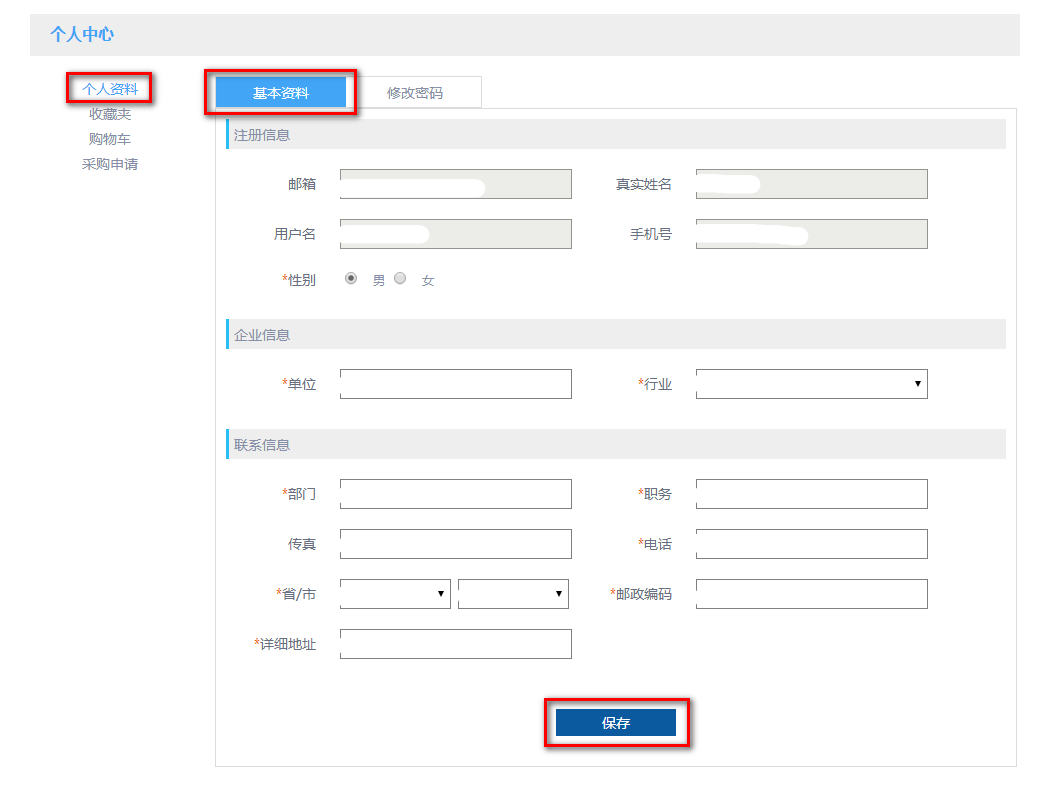 个人中心
个人资料
收藏夹
购物车
采购申请
基本资料 修改密码
注册信息
邮箱 真实姓名
用户名 手机号
*性别 男 女
企业信息
*单位 *行业
联系信息
*部门 *职务
传真 *电话
*省/市 *邮政编码
*详细地址
保存